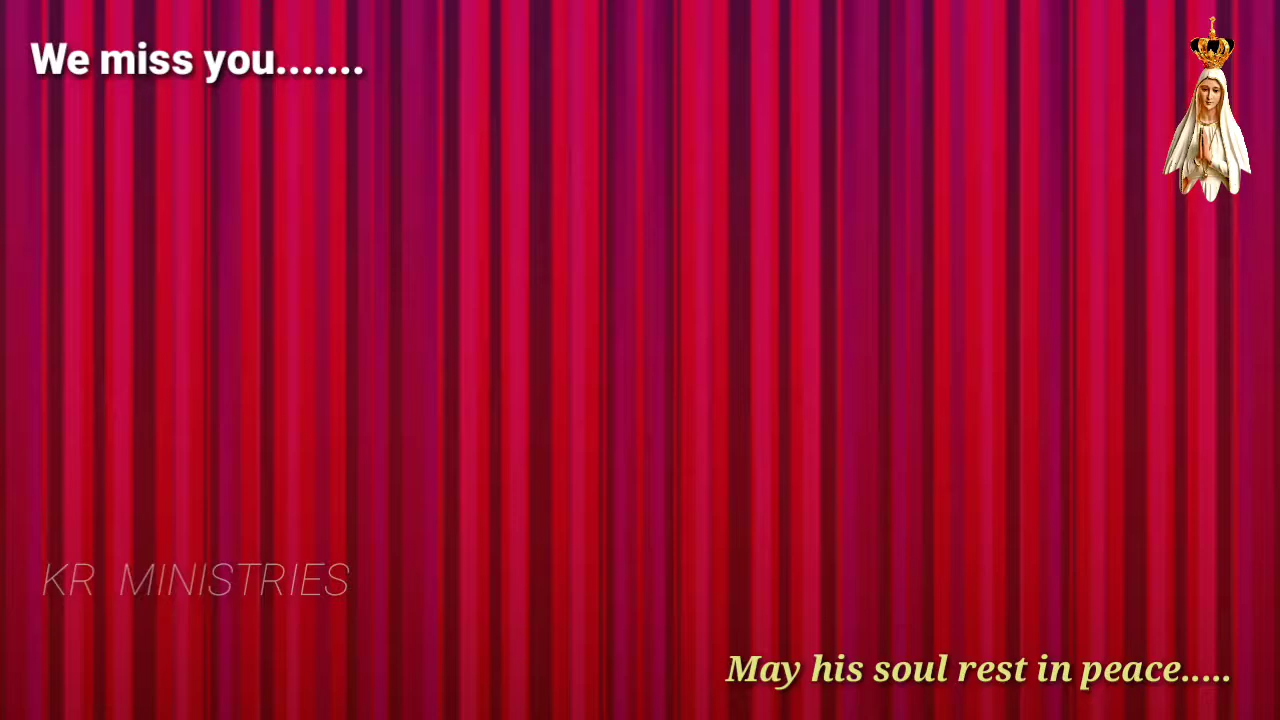 We miss you.......
KR MINISTRIES
May his soul rest in peace.....